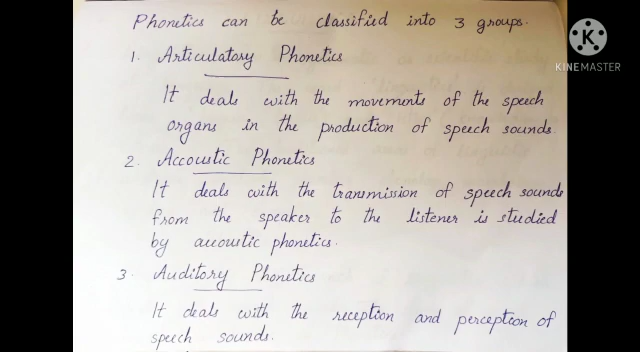 Phonetics can be classified into 3 groups.
KINEMASTER
1. Articulatory Phonetics
It deals with the movements of the speech
organs in the production of speech sounds.
2. Accoustic Phonetics
It deals with the transmission of speech sounds
from the speaker to the listener is studied
by auoustic phonetics.
3. Auditory Phonetics
It deals with the reception and perception of
speech sounds.